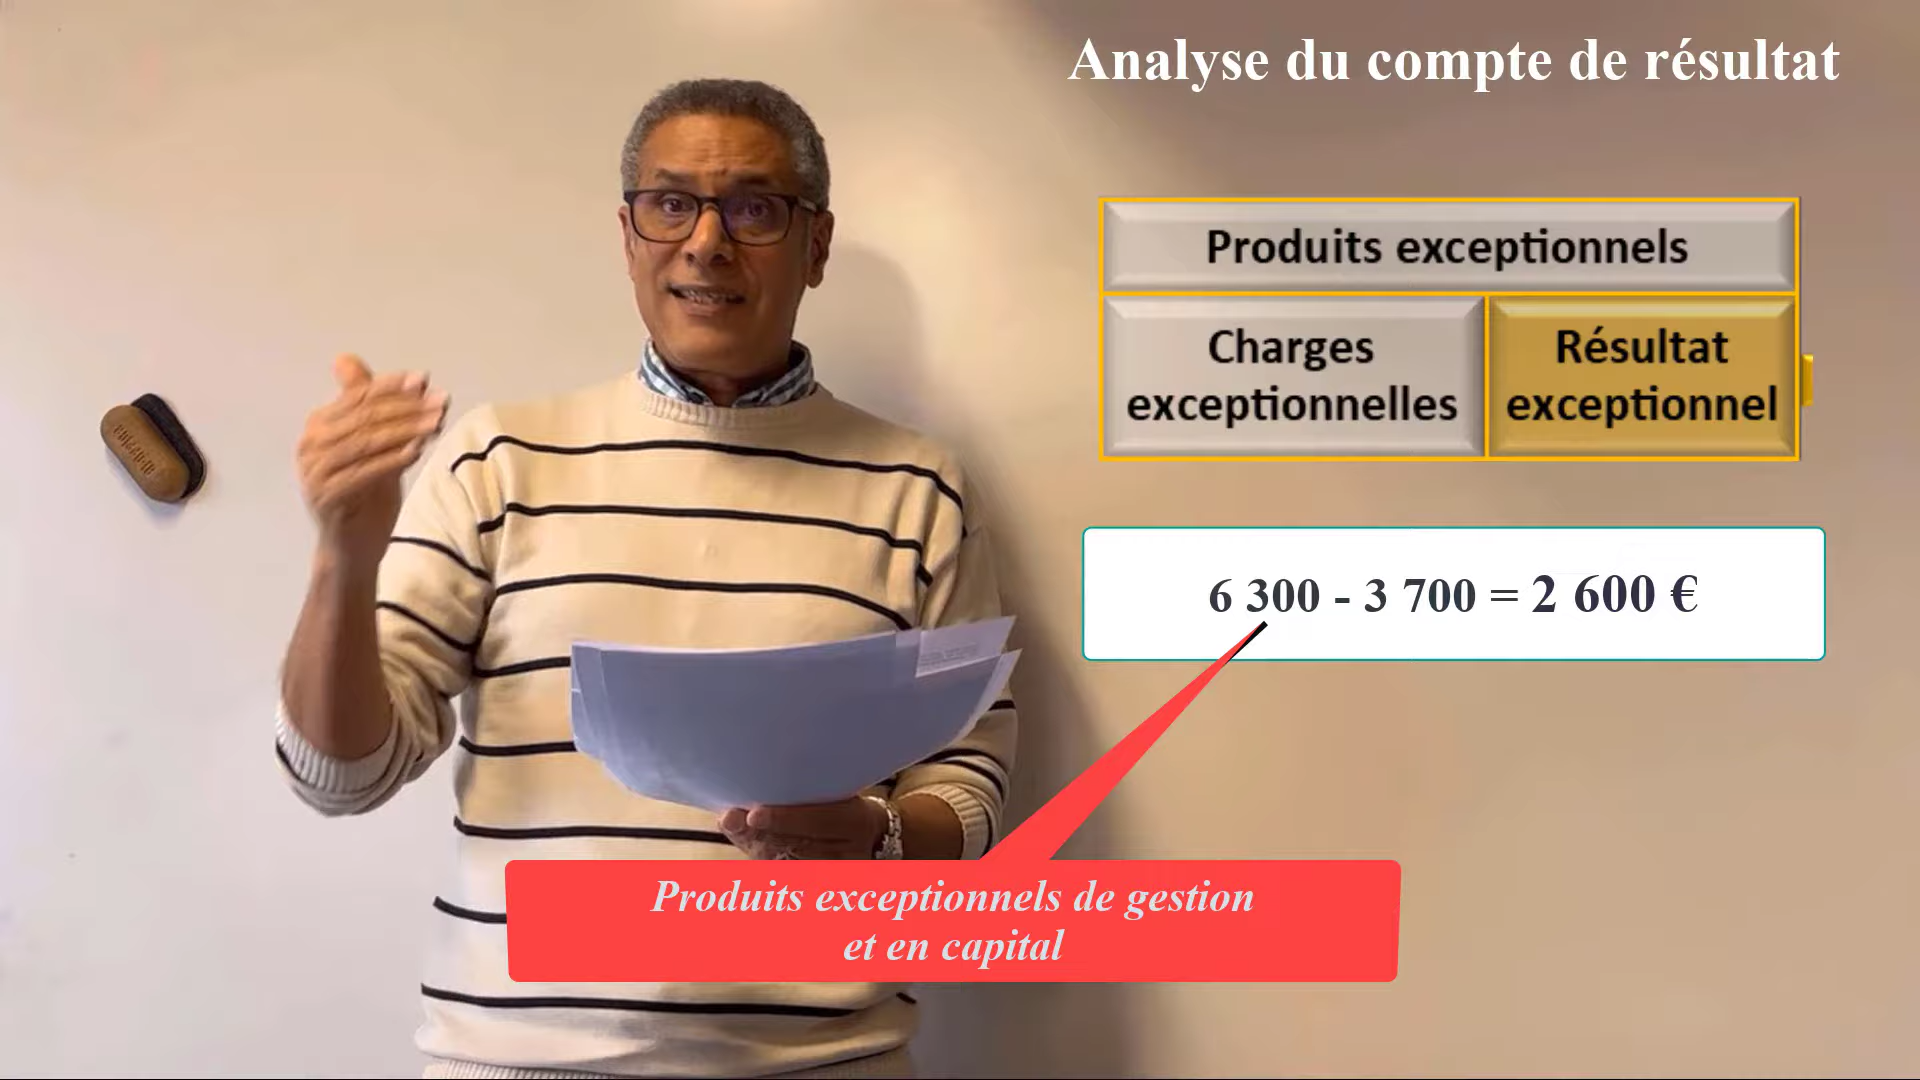 Analyse du compte de résultat
Produits exceptionnels
Charges
exceptionnelles
Résultat
exceptionnel
6 300 - 3 700 = 2 600 €
Produits exceptionnels de gestion
et en capital